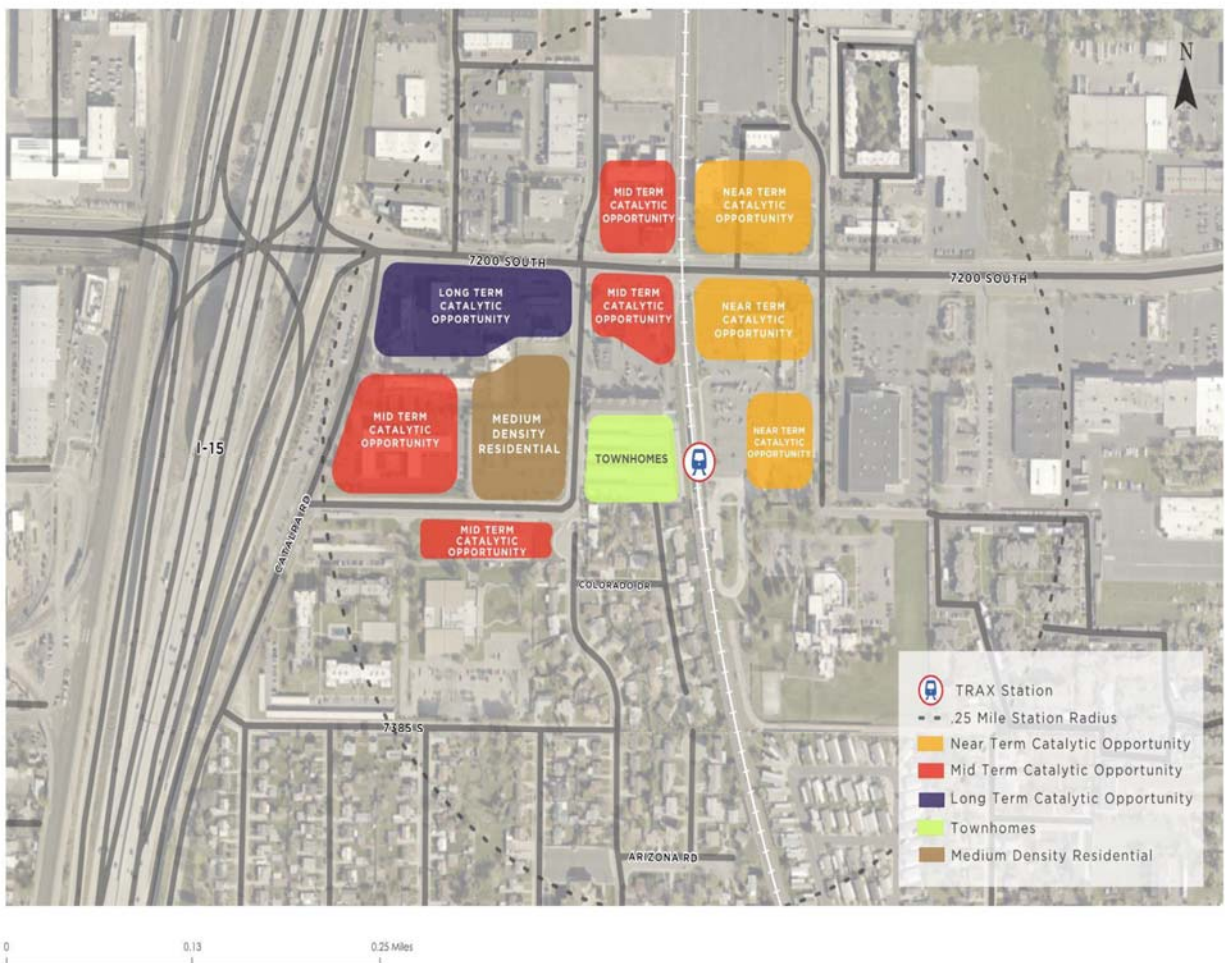 N
MID TERM
CATALYTIC
OPPORTUNITY
NEAR TERM
CATALYTIC
OPPORTUNITY
7200 SOUTH
7200 SOUTH
LONG TERM
CATALYTIC
OPPORTUNITY
MID TERM
CATALYTIC
OPPORTUNITY
NEAR TERM
CATALYTIC
OPPORTUNITY
MID TERM
CATALYTIC
OPPORTUNITY
MEDIUM
DENSITY
RESIDENTIAL
TOWNHOMES
NEAR TERM
CATALYTIC
OPPORTUNITY
I-15
CATALPA RD
MID TERM
CATALYTIC
OPPORTUNITY
COLORADO DR
7385 S
ARIZONA RD
TRAX Station
.25 Mile Station Radius
Near Term Catalytic Opportunity
Mid Term Catalytic Opportunity
Long Term Catalytic Opportunity
Townhomes
Medium Density Residential
0 0.13 0.25 Miles